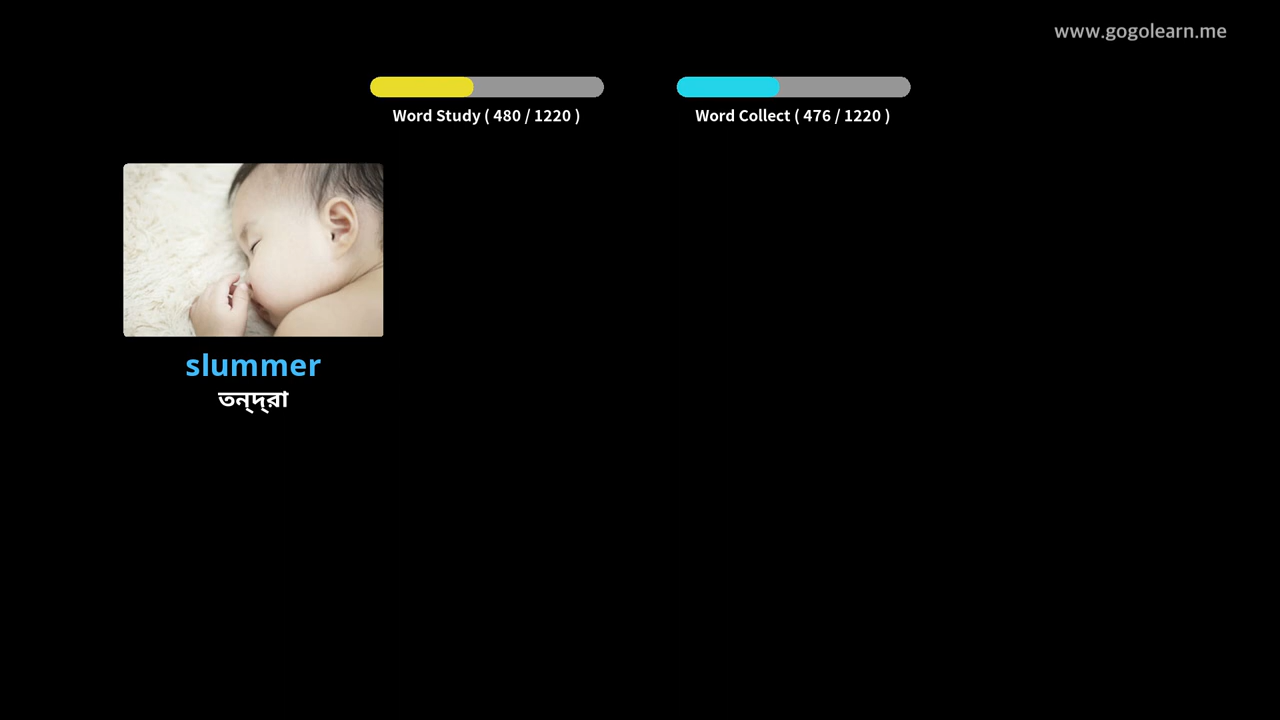 www.gogolearn.me
Word Study ( 480 / 1220 )
Word Collect ( 476 / 1220 )
slummer
তন্‌দ্‌রা